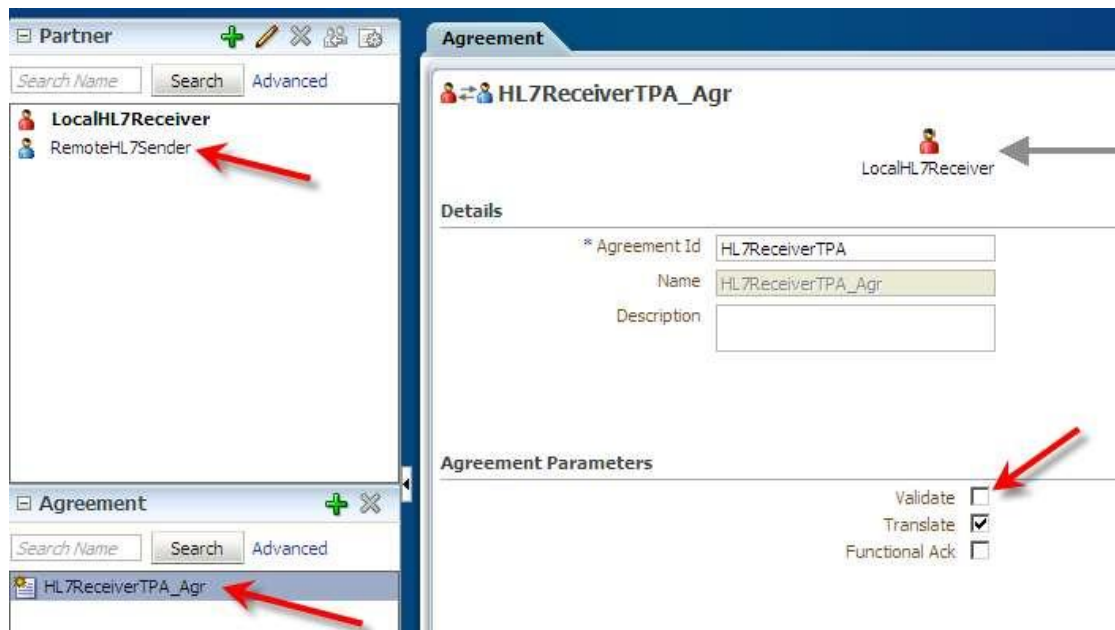 Partner
Search Name Search Advanced
LocalHL7Receiver
RemoteHL7Sender
Agreement
Search Name Search Advanced
HL7ReceiverTPA_Agr
Agreement
HL7ReceiverTPA_Agr
LocalHL7Receiver
Details
* Agreement Id HL7ReceiverTPA
Name HL7ReceiverTPA_Agr
Description
Agreement Parameters
Validate
Translate
Functional Ack